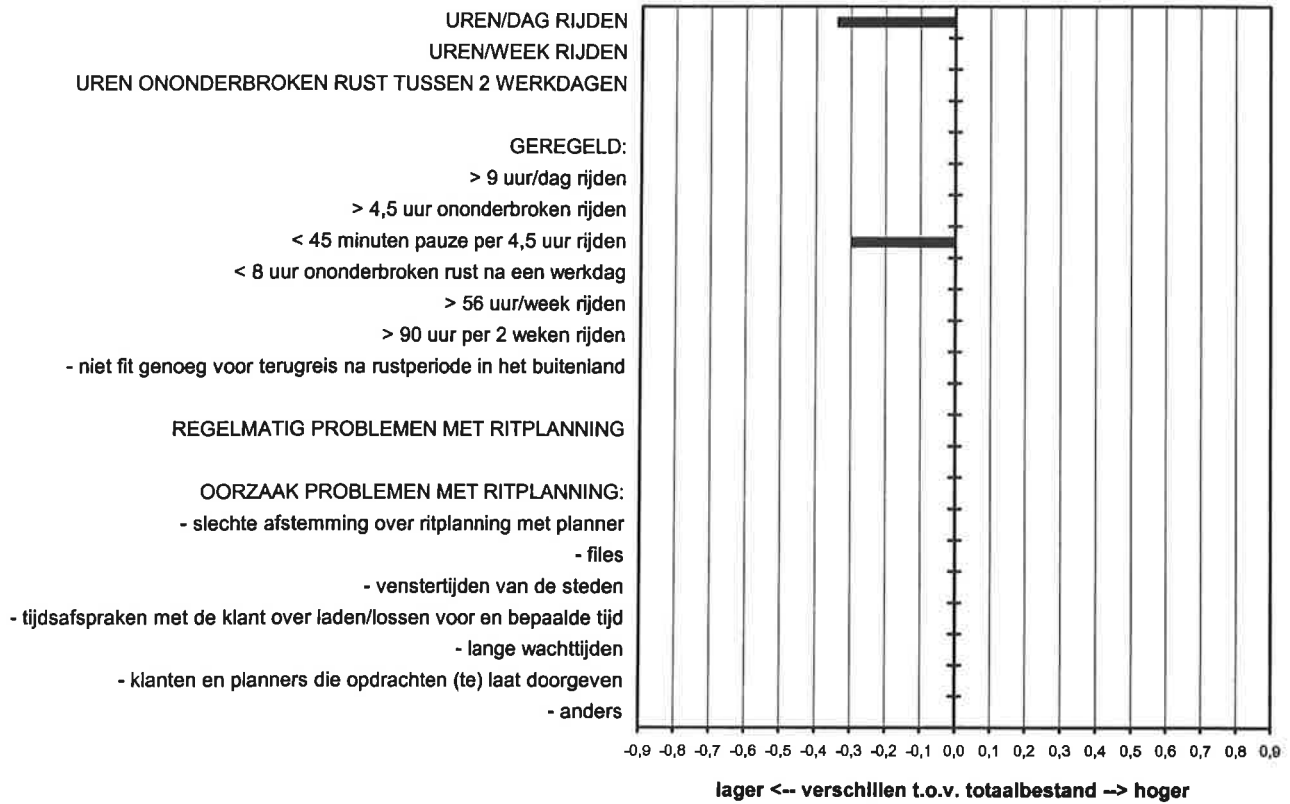 UREN/DAG RIJDEN
UREN/WEEK RIJDEN
UREN ONONDERBROKEN RUST TUSSEN 2 WERKDAGEN
GEREGELD:
> 9 uur/dag rijden
> 4,5 uur ononderbroken rijden
< 45 minuten pauze per 4,5 uur rijden
< 8 uur ononderbroken rust na een werkdag
> 56 uur/week rijden
> 90 uur per 2 weken rijden
- niet fit genoeg voor terugreis na rustperiode in het buitenland
REGELMATIG PROBLEMEN MET RITPLANNING
OORZAAK PROBLEMEN MET RITPLANNING:
- slechte afstemming over ritplanning met planner
- files
- venstertijden van de steden
- tijdsafspraken met de klant over laden/lossen voor en bepaalde tijd
- lange wachttijden
- klanten en planners die opdrachten (te) laat doorgeven
- anders
-0,9 -0,8 -0,7 -0,6 -0,5 -0,4 -0,3 -0,2 -0,1 0,0 0,1 0,2 0,3 0,4 0,5 0,6 0,7 0,8 0,9
lager <-- verschillen t.o.v. totaalbestand --> hoger